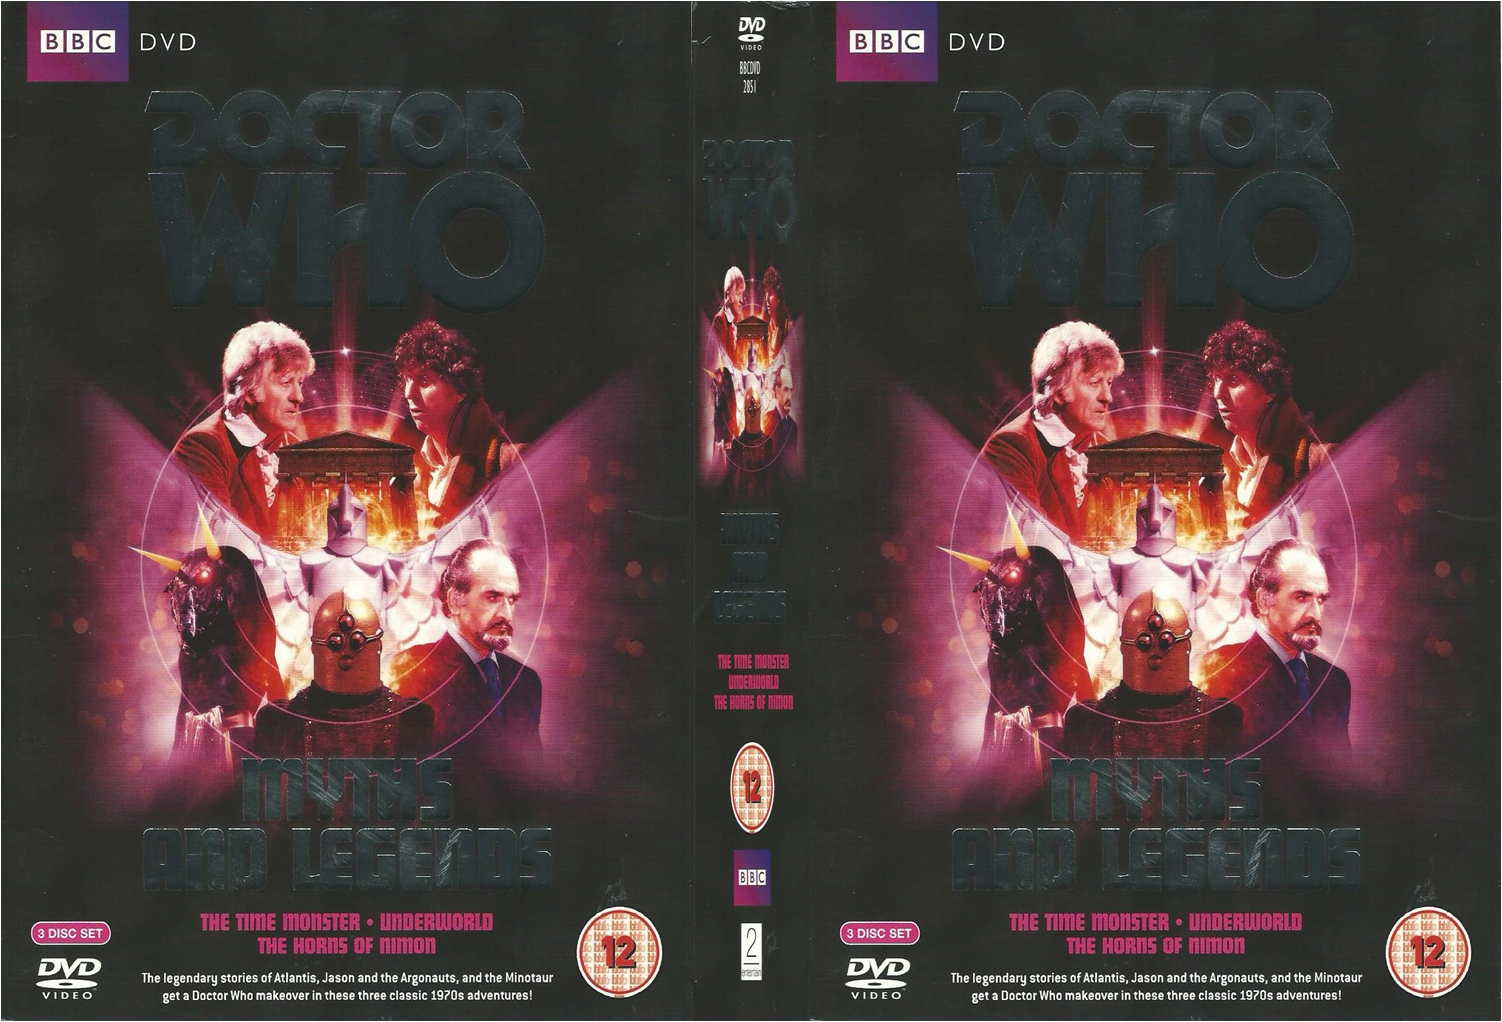 BBC DVD
DOCTOR
WHO
MYTHS
AND LEGENDS
THE TIME MONSTER • UNDERWORLD
THE HORNS OF NIMON
3 DISC SET
DVD
VIDEO
12
The legendary stories of Atlantis, Jason and the Argonauts, and the Minotaur
get a Doctor Who makeover in these three classic 1970s adventures!
DVD
VIDEO
BBCDVD
2851
DOCTOR
WHO
MYTHS
AND
LEGENDS
THE TIME MONSTER
UNDERWORLD
THE HORNS OF NIMON
12
BBC
2
entertain
BBC DVD
DOCTOR
WHO
MYTHS
AND LEGENDS
THE TIME MONSTER • UNDERWORLD
THE HORNS OF NIMON
3 DISC SET
DVD
VIDEO
12
The legendary stories of Atlantis, Jason and the Argonauts, and the Minotaur
get a Doctor Who makeover in these three classic 1970s adventures!